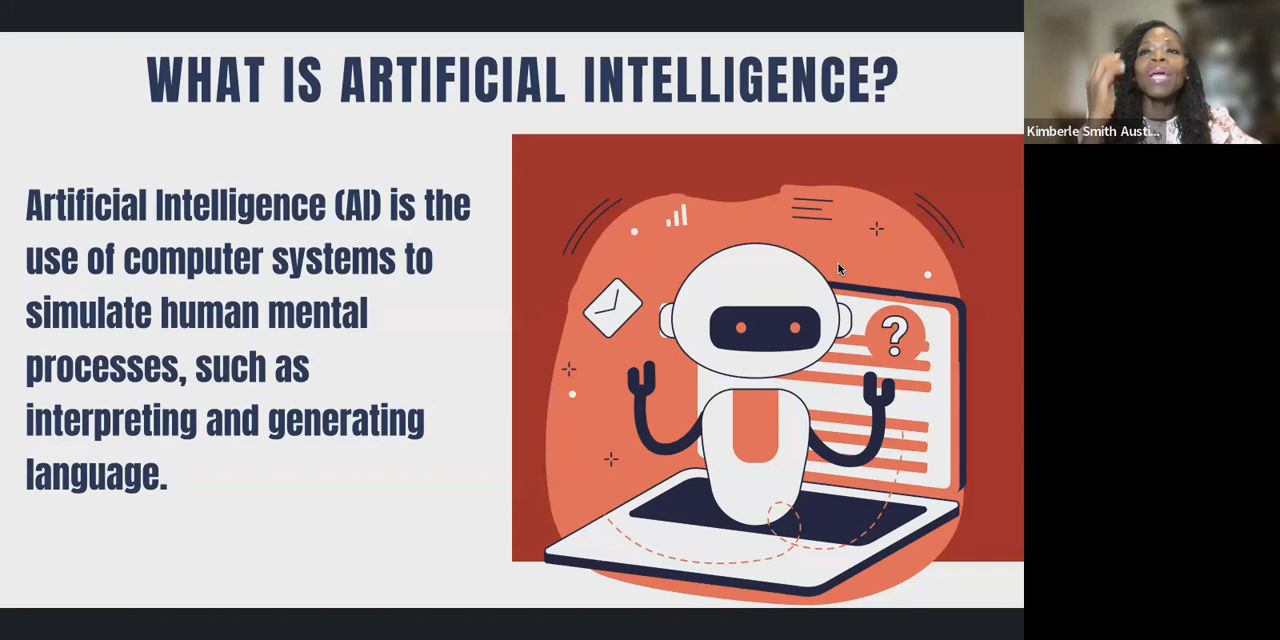 WHAT IS ARTIFICIAL INTELLIGENCE?
Artificial Intelligence (AI) is the
use of computer systems to
simulate human mental
processes, such as
interpreting and generating
language.
?
Kimberle Smith Austi...